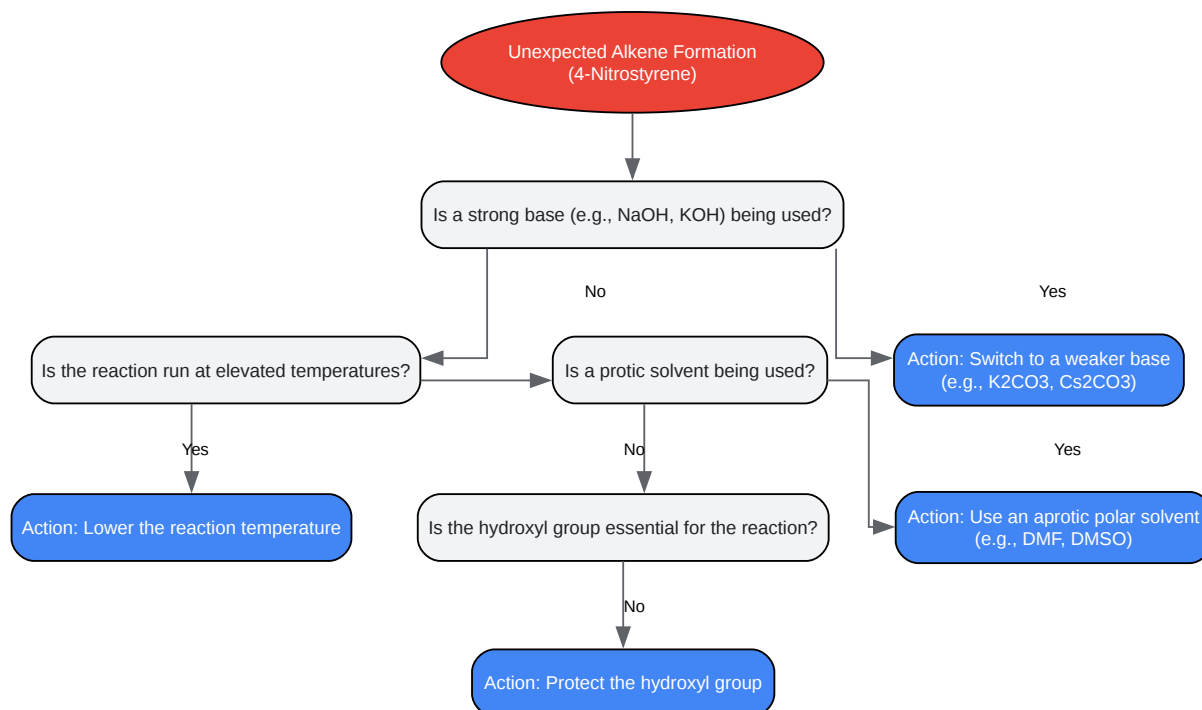 Unexpected Alkene Formation
(4-Nitrostyrene)
Is a strong base (e.g., NaOH, KOH) being used?
No
Yes
Is the reaction run at elevated temperatures?
Is a protic solvent being used?
Action: Switch to a weaker base
(e.g., K2CO3, Cs2CO3)
Yes
No
Yes
Action: Lower the reaction temperature
Is the hydroxyl group essential for the reaction?
Action: Use an aprotic polar solvent
(e.g., DMF, DMSO)
No
Action: Protect the hydroxyl group